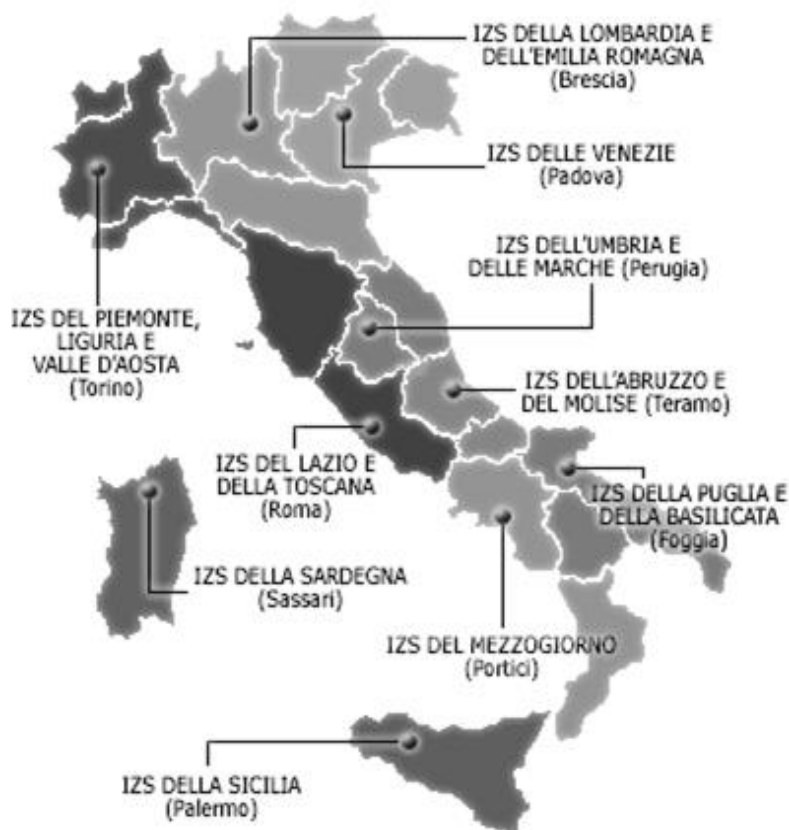 IZS DELLA LOMBARDIA E
DELL'EMILIA ROMAGNA
(Brescia)
IZS DELLE VENEZIE
(Padova)
IZS DELL'UMBRIA E
DELLE MARCHE (Perugia)
IZS DEL PIEMONTE,
LIGURIA E
VALLE D'AOSTA
(Torino)
IZS DELL'ABRUZZO E
DEL MOLISE (Teramo)
IZS DEL LAZIO E
DELLA TOSCANA
(Roma)
IZS DELLA PUGLIA E
DELLA BASILICATA
(Foggia)
IZS DELLA SARDEGNA
(Sassari)
IZS DEL MEZZOGIORNO
(Portici)
IZS DELLA SICILIA
(Palermo)